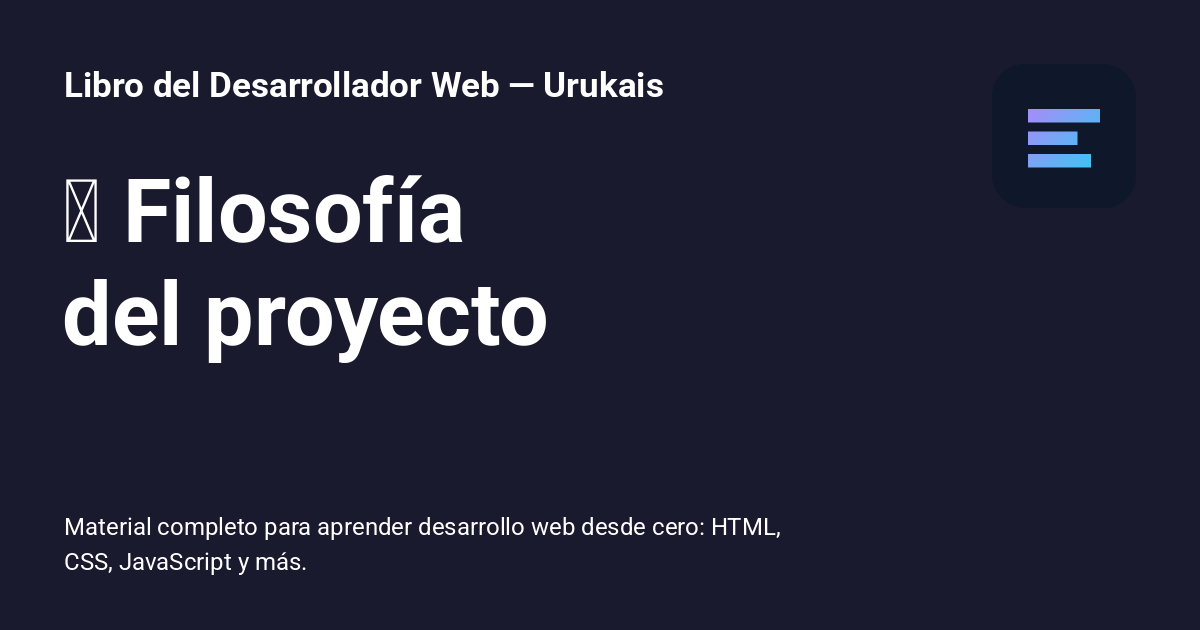 Libro del Desarrollador Web — Urukais
Filosofía
del proyecto
Material completo para aprender desarrollo web desde cero: HTML,
CSS, JavaScript y más.